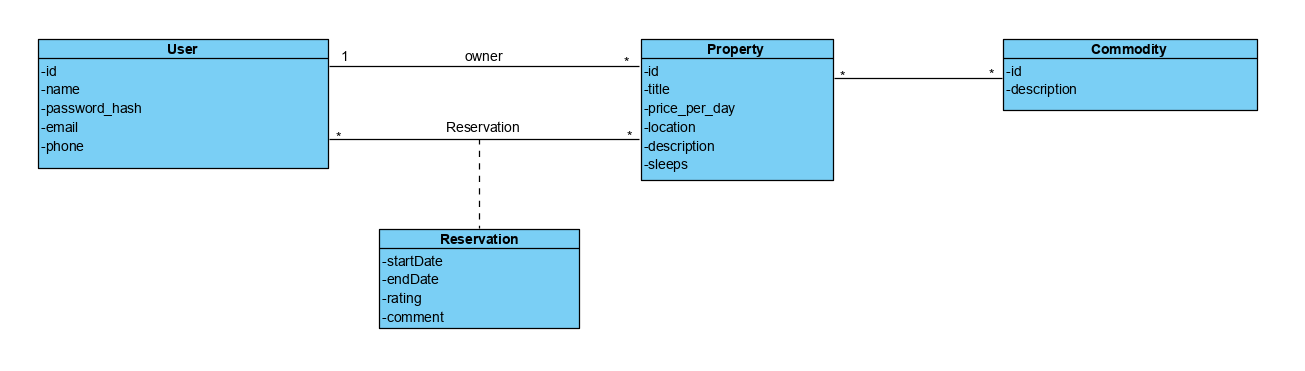 User
-id
-name
-password_hash
-email
-phone
1
owner
*
*
Reservation
*
Property
-id
-title
-price_per_day
-location
-description
-sleeps
*
*
Commodity
-id
-description
Reservation
-startDate
-endDate
-rating
-comment